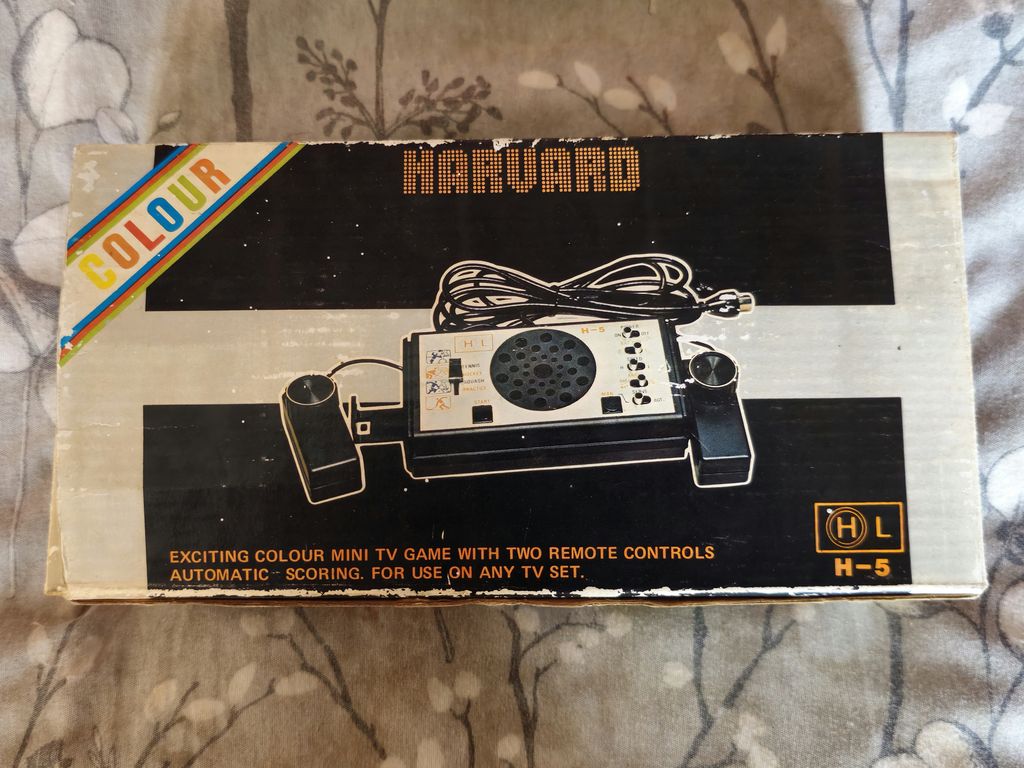 COLOUR
HARVARD
H-5
H L
TENNIS
HOCKEY
SQUASH
PRACTICE
START
MAN.
EXCITING COLOUR MINI TV GAME WITH TWO REMOTE CONTROLS
AUTOMATIC SCORING. FOR USE ON ANY TV SET.
H L
H-5